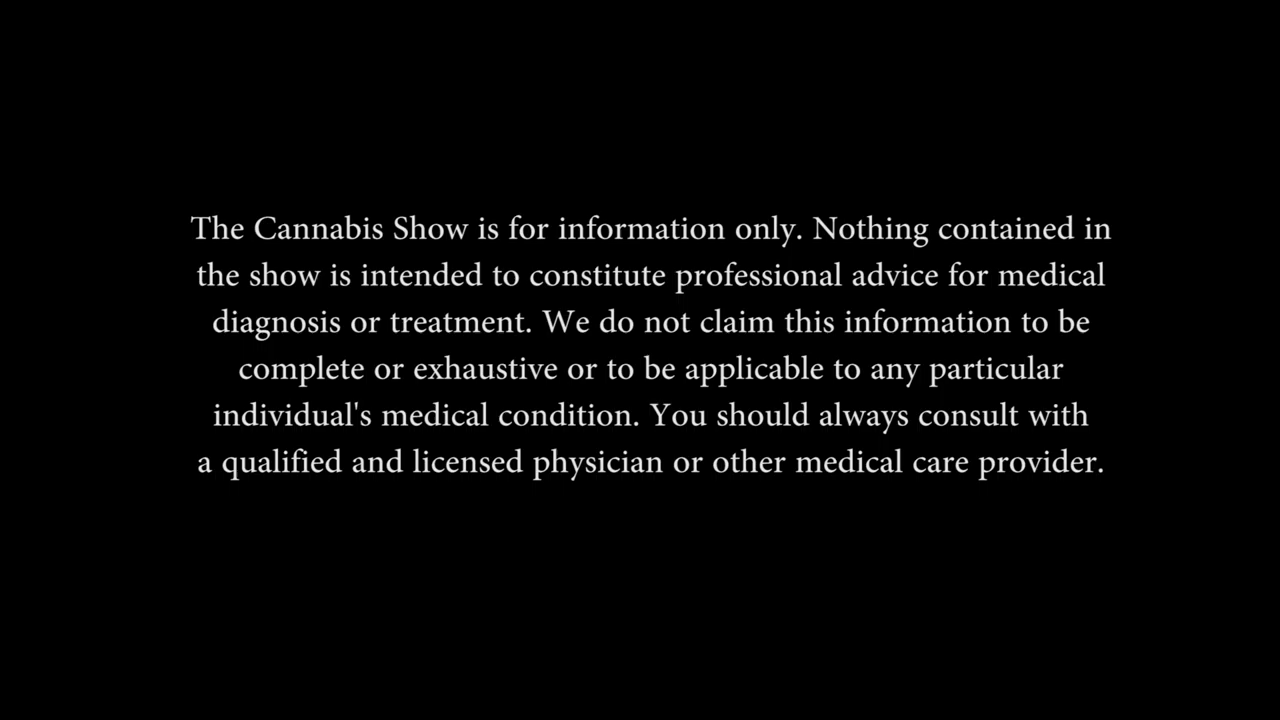 The Cannabis Show is for information only. Nothing contained in
the show is intended to constitute professional advice for medical
diagnosis or treatment. We do not claim this information to be
complete or exhaustive or to be applicable to any particular
individual's medical condition. You should always consult with
a qualified and licensed physician or other medical care provider.